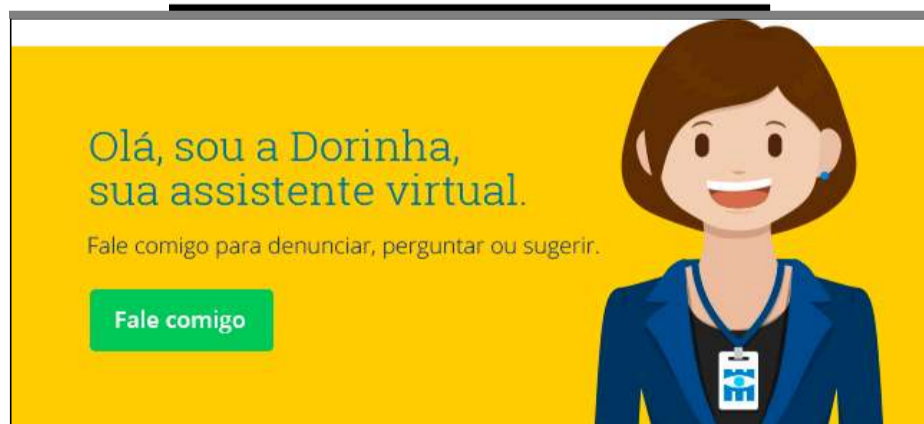 Olá, sou a Dorinha,
sua assistente virtual.
Fale comigo para denunciar, perguntar ou sugerir.
Fale comigo